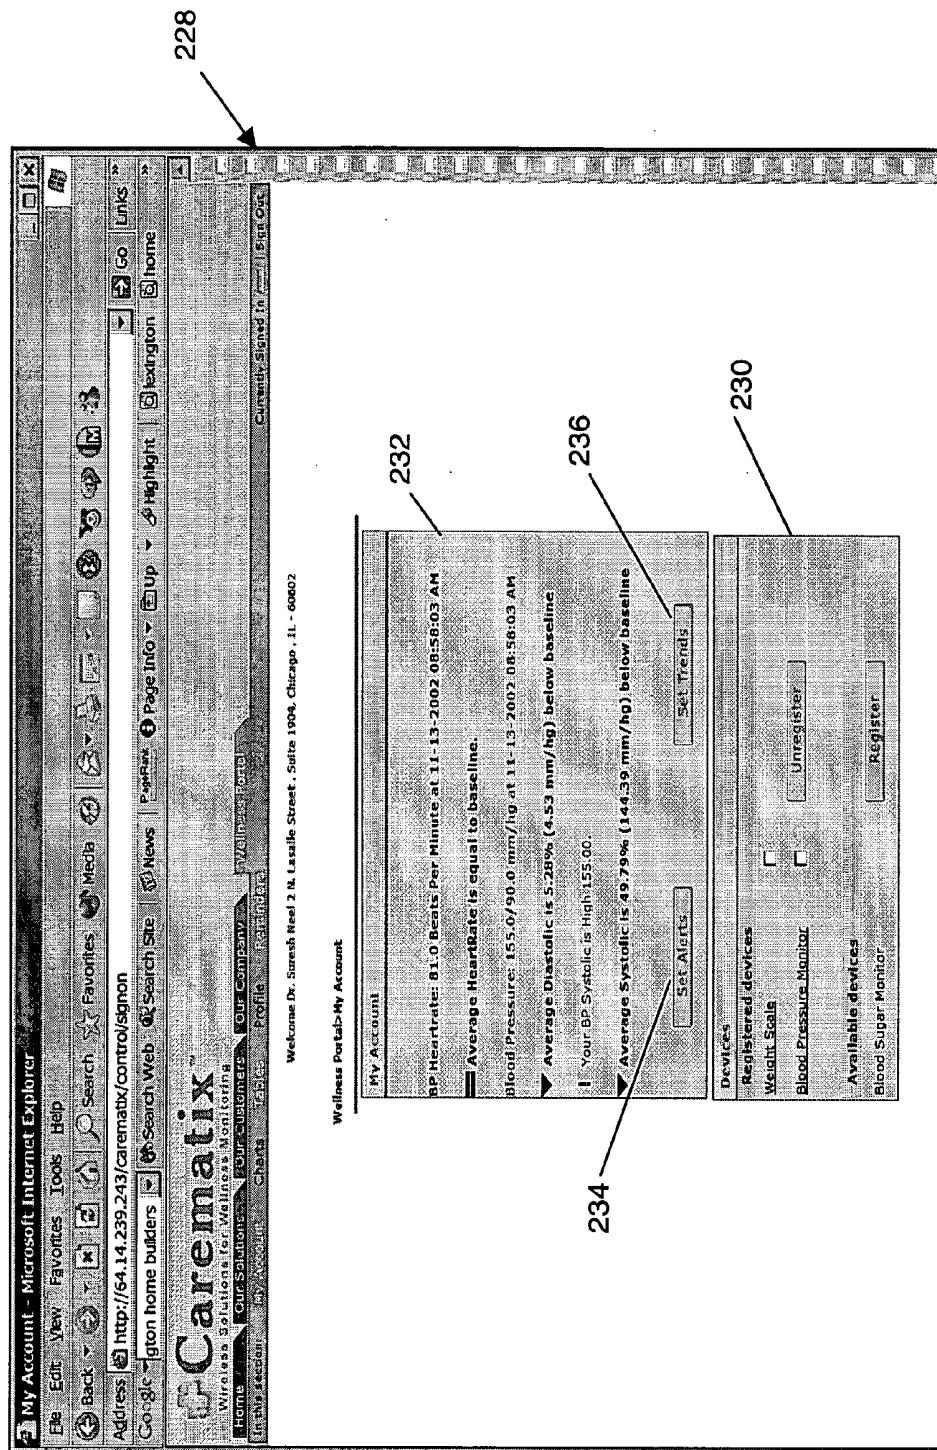 My Account - Microsoft Internet Explorer
File Edit View Favorites Tools Help
Back Search Favorites Media
Address http://64.14.239.243/carematix/control/signon Go Links »
Google gton home builders Search Web Search Site News PageRank Page Info Up Highlight lexington home »
Carematix™
Wireless Solutions for Wellness Monitoring
Home Our Solutions Our Customers Our Company Wellness Portal
In this section: My Account Charts Tables Profile Reminders Currently Signed In Sign Out
228
Welcome Dr. Suresh Neel 2 N. Lasalle Street , Suite 1904, Chicago , IL - 60602
Wellness Portal>My Account
My Account
232
BP Heartrate: 81.0 Beats Per Minute at 11-13-2002 08:58:03 AM
Average HeartRate is equal to baseline.
Blood Pressure: 155.0/90.0 mm/hg at 11-13-2002 08:58:03 AM
Average Diastolic is 5.28% (4.53 mm/hg) below baseline
! Your BP Systolic is High:155.00.
Average Systolic is 49.79% (144.39 mm/hg) below baseline
Set Alerts Set Trends
234
236
Devices
230
Registered devices
Weight Scale
Blood Pressure Monitor Unregister
Available devices
Blood Sugar Monitor Register